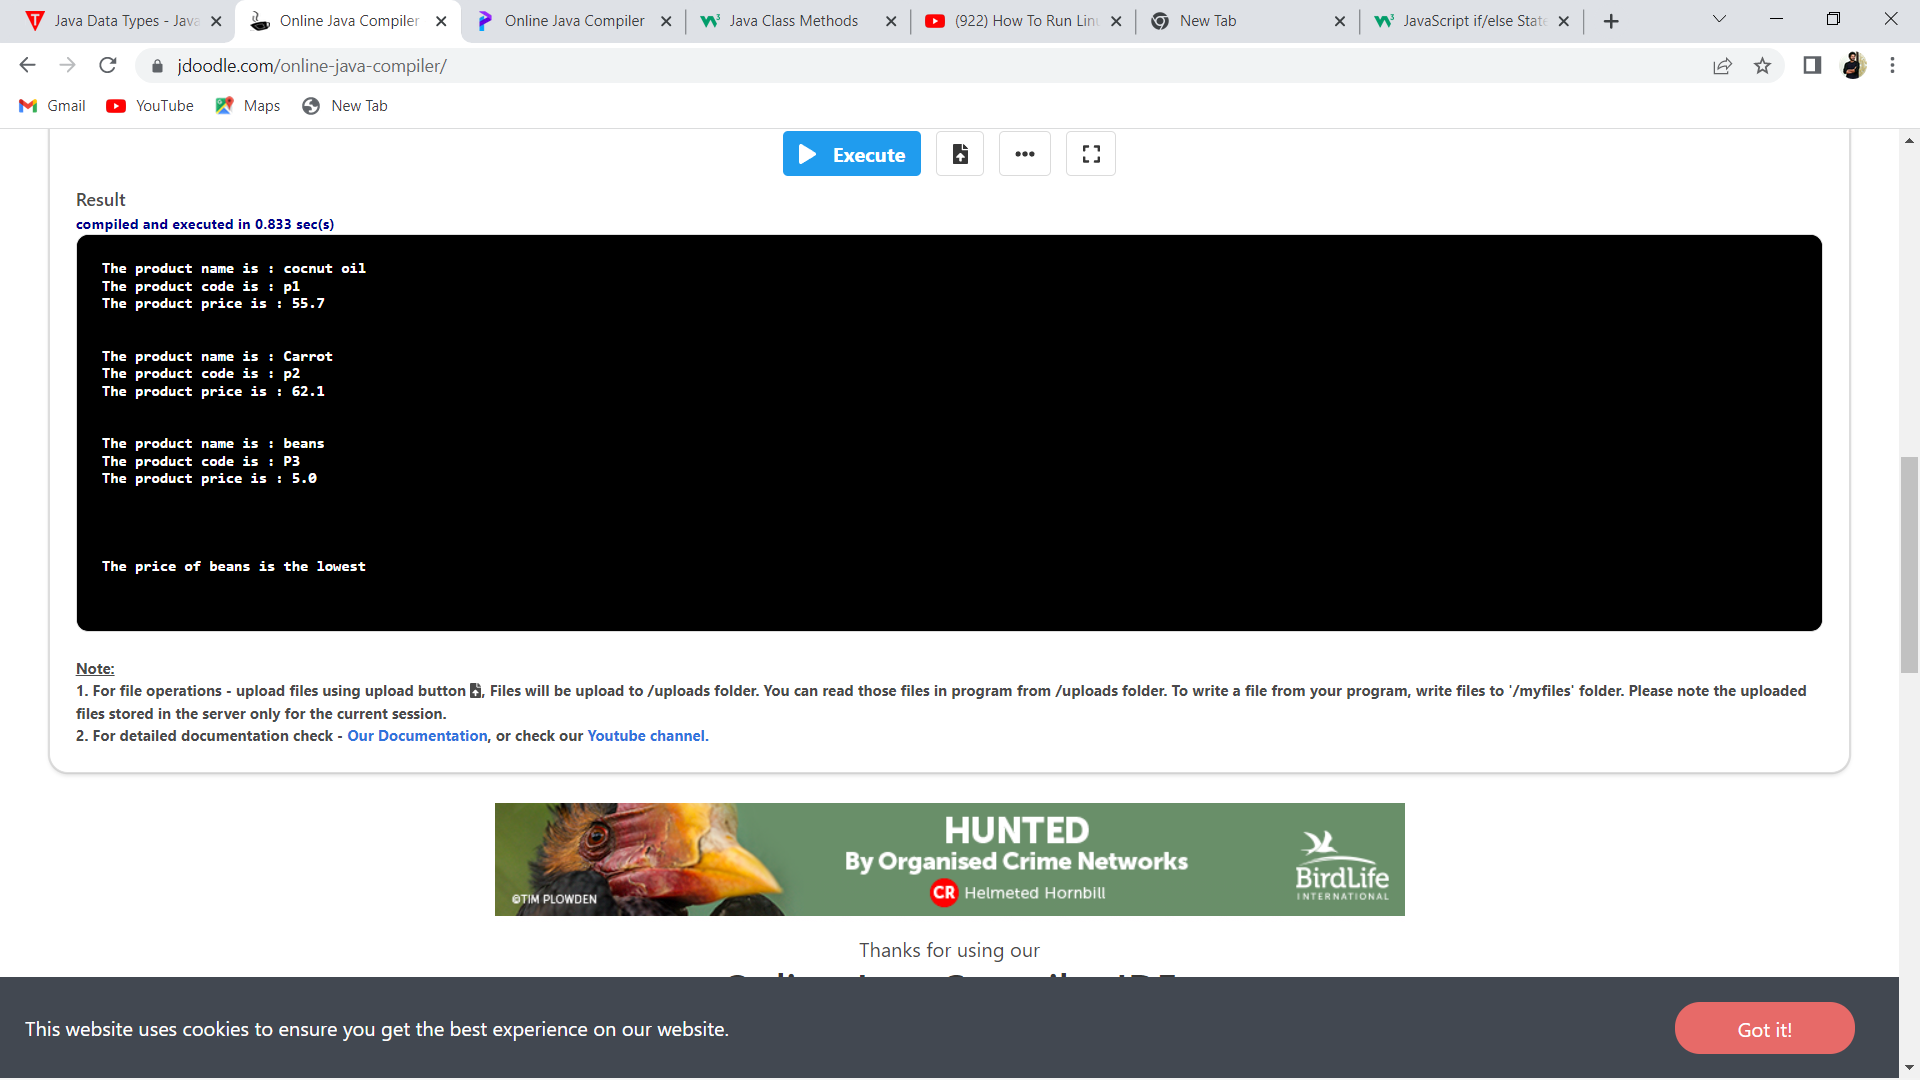 Java Data Types - Java
Online Java Compiler
Online Java Compiler
Java Class Methods
(922) How To Run Lin
New Tab
JavaScript if/else State
jdoodle.com/online-java-compiler/
Gmail
YouTube
Maps
New Tab
Execute
Result
compiled and executed in 0.833 sec(s)
The product name is : cocnut oil
The product code is : p1
The product price is : 55.7
The product name is : Carrot
The product code is : p2
The product price is : 62.1
The product name is : beans
The product code is : P3
The product price is : 5.0
The price of beans is the lowest
Note:
1. For file operations - upload files using upload button , Files will be upload to /uploads folder. You can read those files in program from /uploads folder. To write a file from your program, write files to '/myfiles' folder. Please note the uploaded
files stored in the server only for the current session.
2. For detailed documentation check - Our Documentation, or check our Youtube channel.
HUNTED
By Organised Crime Networks
CR Helmeted Hornbill
©TIM PLOWDEN
BirdLife
INTERNATIONAL
Thanks for using our
This website uses cookies to ensure you get the best experience on our website.
Got it!